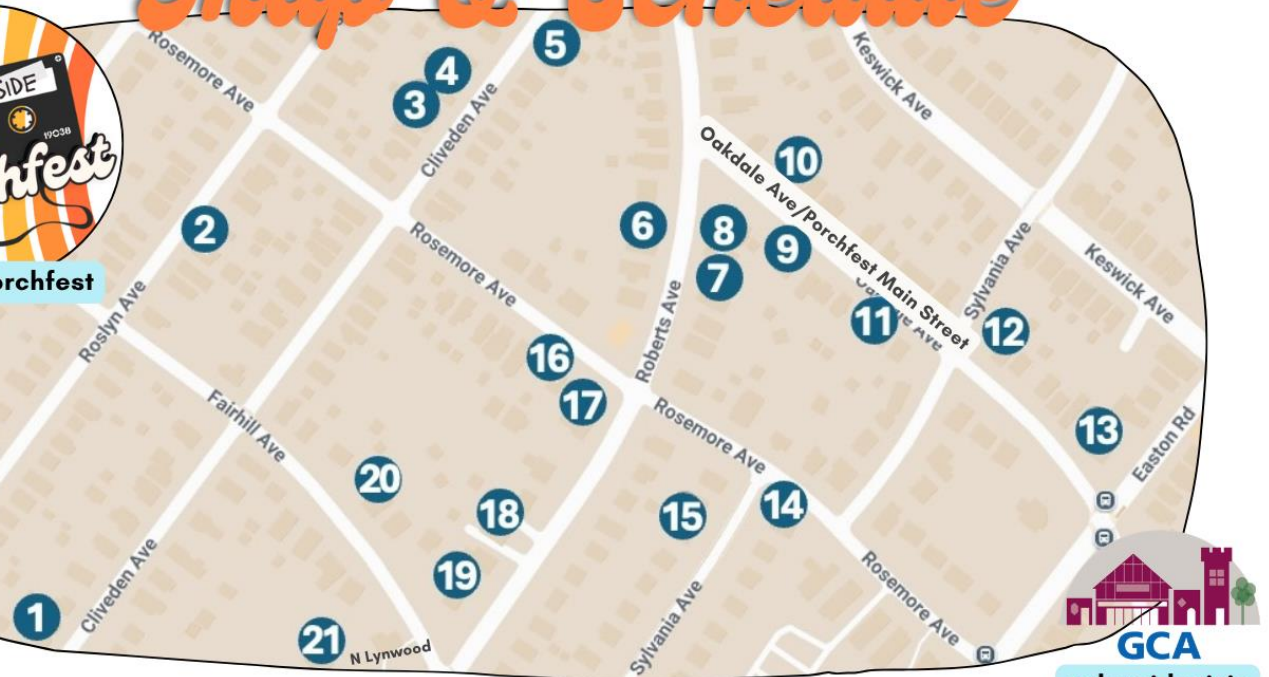 Map & Schedule
SIDE
19038
Rosemore Ave
Keswick Ave
5
4
3
Cliveden Ave
Oakdale Ave/Porchfest Main Street
10
2
6
8
9
7
Rosemore Ave
Sylvania Ave
Keswick Ave
Roslyn Ave
Roberts Ave
11
12
16
17
Fairhill Ave
Rosemore Ave
13
Easton Rd
20
18
15
14
19
Cliveden Ave
Rosemore Ave
1
21
N Lynwood
Sylvania Ave
GCA